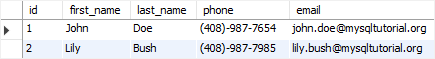 id first_name last_name phone email
1 John Doe (408)-987-7654 john.doe@mysqltutorial.org
2 Lily Bush (408)-987-7985 lily.bush@mysqltutorial.org